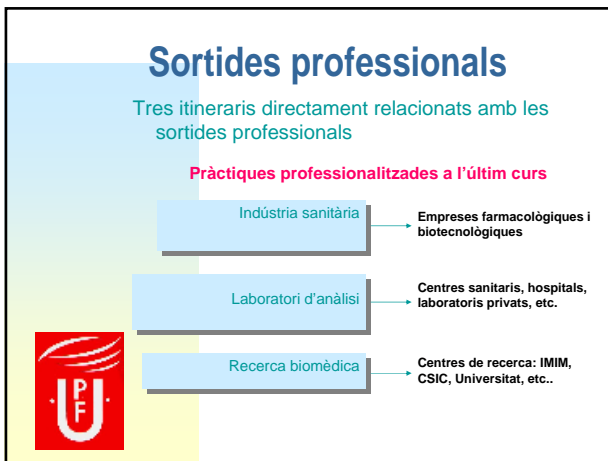 Sortides professionals
Tres itineraris directament relacionats amb les
sortides professionals
Pràctiques professionalitzades a l’últim curs
Indústria sanitària
Empreses farmacològiques i
biotecnològiques
Laboratori d’anàlisi
Centres sanitaris, hospitals,
laboratoris privats, etc.
Recerca biomèdica
Centres de recerca: IMIM,
CSIC, Universitat, etc..
UPF